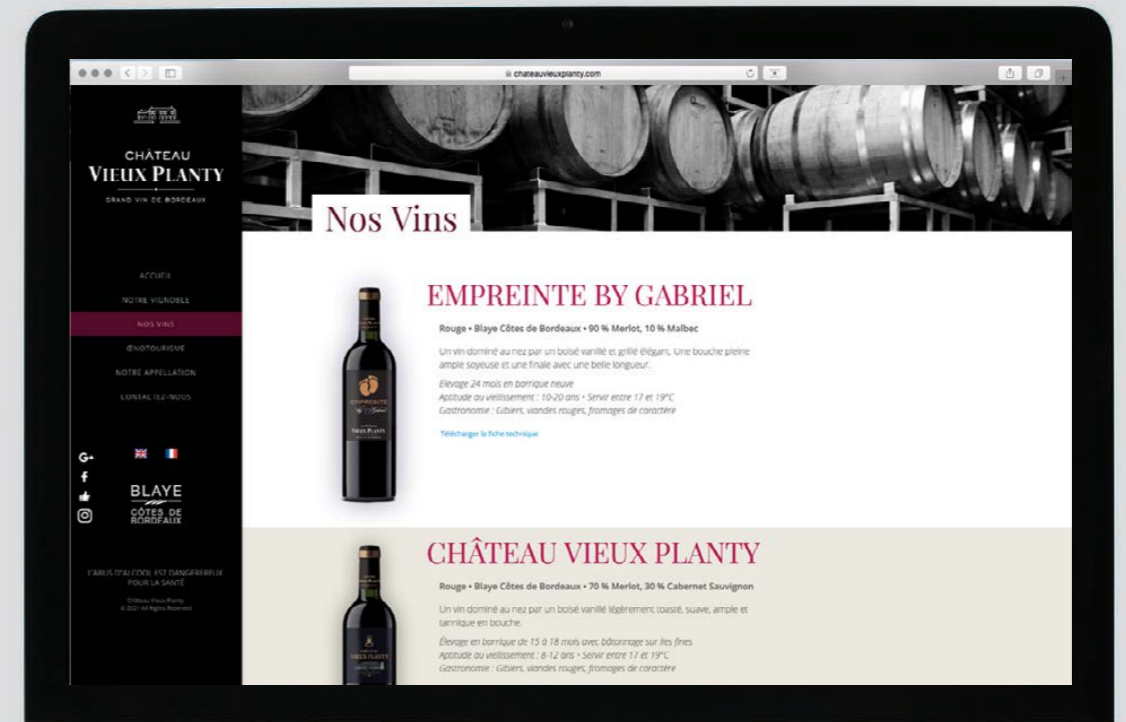 chateauvieuxplanty.com
CHÂTEAU
VIEUX PLANTY
GRAND VIN DE BORDEAUX
ACCUEIL
NOTRE VIGNOBLE
NOS VINS
ŒNOTOURISME
NOTRE APPELLATION
CONTACTEZ-NOUS
G+
BLAYE
CÔTES DE
BORDEAUX
L'ABUS D'ALCOOL EST DANGEREREUX
POUR LA SANTÉ
Château Vieux Planty
© 2021 All Rights Reserved
Nos Vins
EMPREINTE BY GABRIEL
Rouge • Blaye Côtes de Bordeaux • 90 % Merlot, 10 % Malbec
Un vin dominé au nez par un boisé vanillé et grillé élégant. Une bouche pleine
ample soyeuse et une finale avec une belle longueur.
Elevage 24 mois en barrique neuve
Aptitude au vieillissement : 10-20 ans • Servir entre 17 et 19°C
Gastronomie : Gibiers, viandes rouges, fromages de caractère
Télécharger la fiche technique
EMPREINTE
by Gabriel
VIEUX PLANTY
CHÂTEAU VIEUX PLANTY
Rouge • Blaye Côtes de Bordeaux • 70 % Merlot, 30 % Cabernet Sauvignon
Un vin dominé au nez par un boisé vanillé légèrement toasté, suave, ample et
tannique en bouche.
Élevage en barrique de 15 à 18 mois avec bâtonnage sur lies fines
Aptitude au vieillissement : 8-12 ans • Servir entre 17 et 19°C
Gastronomie : Gibiers, viandes rouges, fromages de caractère
VIEUX PLANTY